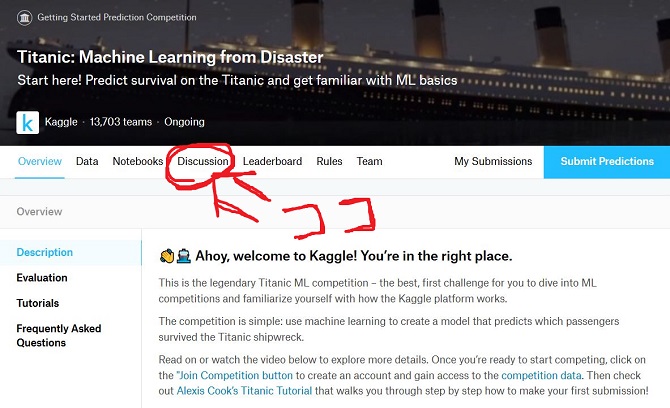 Getting Started Prediction Competition
Titanic: Machine Learning from Disaster
Start here! Predict survival on the Titanic and get familiar with ML basics
k Kaggle · 13,703 teams · Ongoing
Overview Data Notebooks Discussion Leaderboard Rules Team My Submissions Submit Predictions
ココ
Overview
Description
Evaluation
Tutorials
Frequently Asked
Questions
Ahoy, welcome to Kaggle! You’re in the right place.
This is the legendary Titanic ML competition – the best, first challenge for you to dive into ML
competitions and familiarize yourself with how the Kaggle platform works.
The competition is simple: use machine learning to create a model that predicts which passengers
survived the Titanic shipwreck.
Read on or watch the video below to explore more details. Once you’re ready to start competing, click on
the "Join Competition button to create an account and gain access to the competition data. Then check
out Alexis Cook’s Titanic Tutorial that walks you through step by step how to make your first submission!